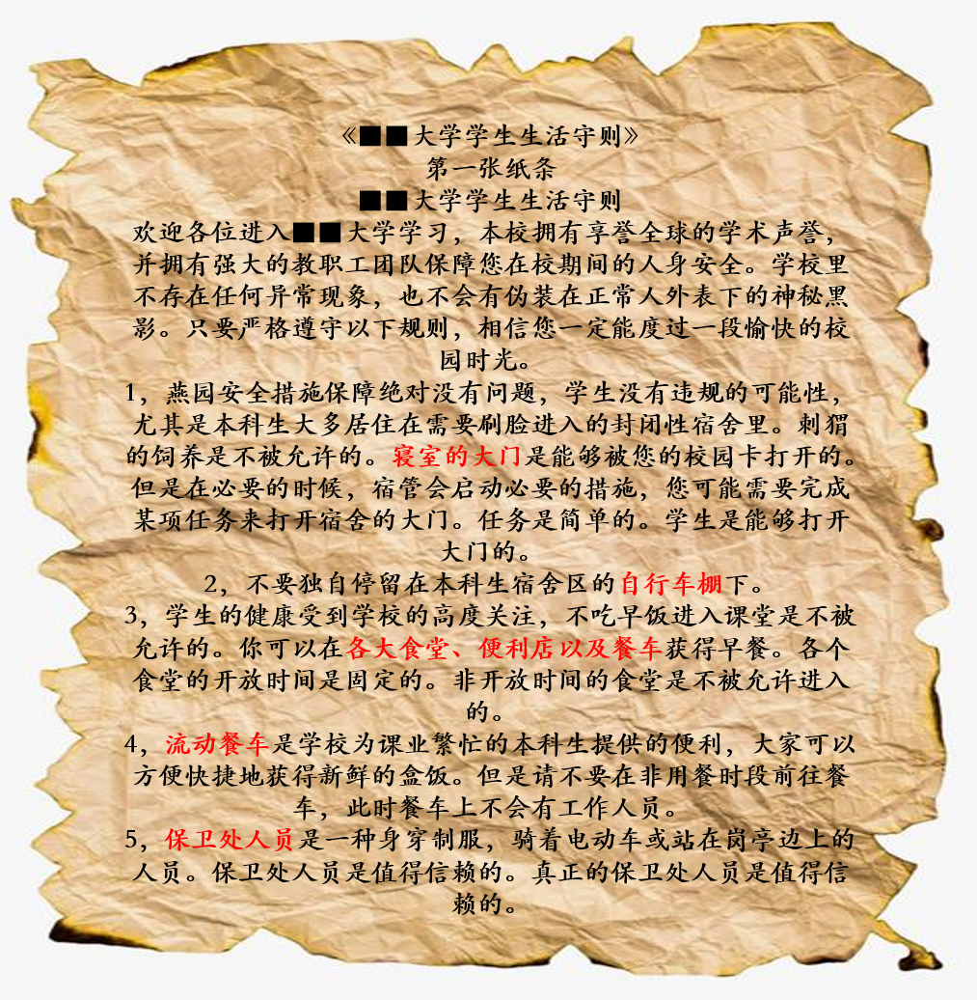 《■■大学学生生活守则》
第一张纸条
■■大学学生生活守则
欢迎各位进入■■大学学习，本校拥有享誉全球的学术声誉，
并拥有强大的教职工团队保障您在校期间的人身安全。学校里
不存在任何异常现象，也不会有伪装在正常人外表下的神秘黑
影。只要严格遵守以下规则，相信您一定能度过一段愉快的校
园时光。
1，燕园安全措施保障绝对没有问题，学生没有违规的可能性，
尤其是本科生大多居住在需要刷脸进入的封闭性宿舍里。刺猬
的饲养是不被允许的。寝室的大门是能够被您的校园卡打开的。
但是在必要的时候，宿管会启动必要的措施，您可能需要完成
某项任务来打开宿舍的大门。任务是简单的。学生是能够打开
大门的。
2，不要独自停留在本科生宿舍区的自行车棚下。
3，学生的健康受到学校的高度关注，不吃早饭进入课堂是不被
允许的。你可以在各大食堂、便利店以及餐车获得早餐。各个
食堂的开放时间是固定的。非开放时间的食堂是不被允许进入
的。
4，流动餐车是学校为课业繁忙的本科生提供的便利，大家可以
方便快捷地获得新鲜的盒饭。但是请不要在非用餐时段前往餐
车，此时餐车上不会有工作人员。
5，保卫处人员是一种身穿制服，骑着电动车或站在岗亭边上的
人员。保卫处人员是值得信赖的。真正的保卫处人员是值得信
赖的。